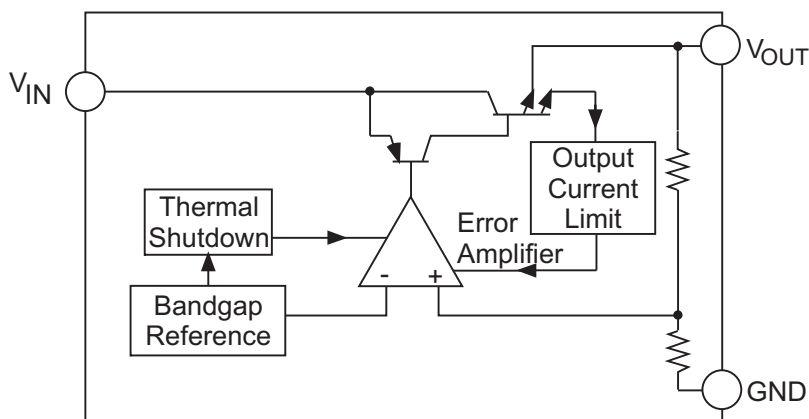 V_OUT
V_IN
Output
Current
Limit
Thermal
Shutdown
Error
Amplifier
- +
Bandgap
Reference
GND